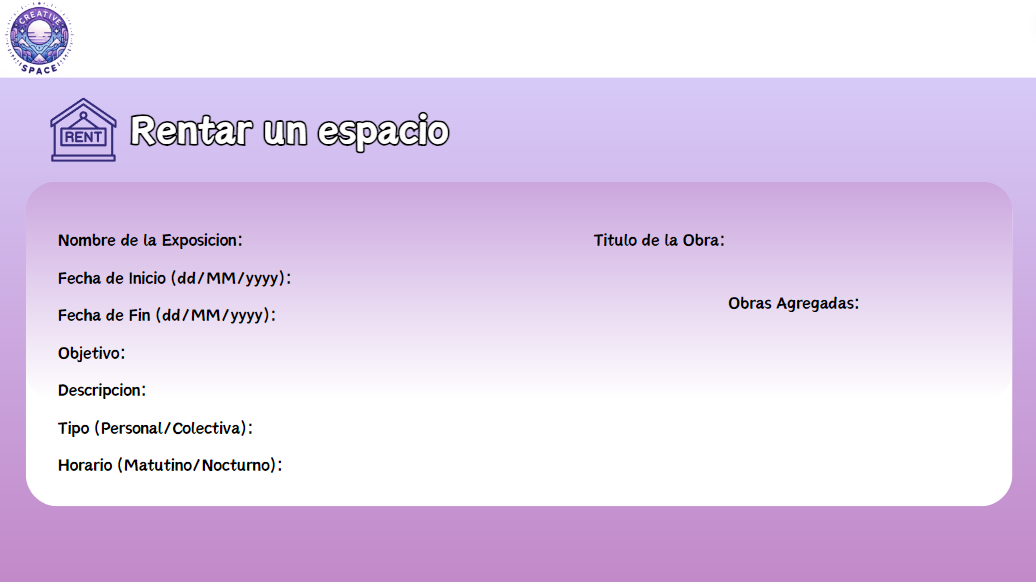 CREATIVE
SPACE
RENT
Rentar un espacio
Nombre de la Exposicion:
Fecha de Inicio (dd/MM/yyyy):
Fecha de Fin (dd/MM/yyyy):
Objetivo:
Descripcion:
Tipo (Personal/Colectiva):
Horario (Matutino/Nocturno):
Titulo de la Obra:
Obras Agregadas: